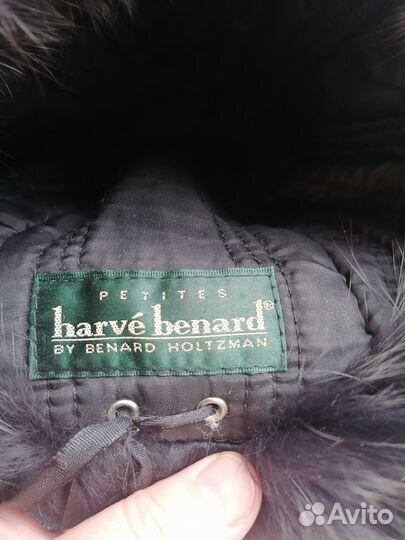 PETITES
harvé benard®
BY BENARD HOLTZMAN
Avito